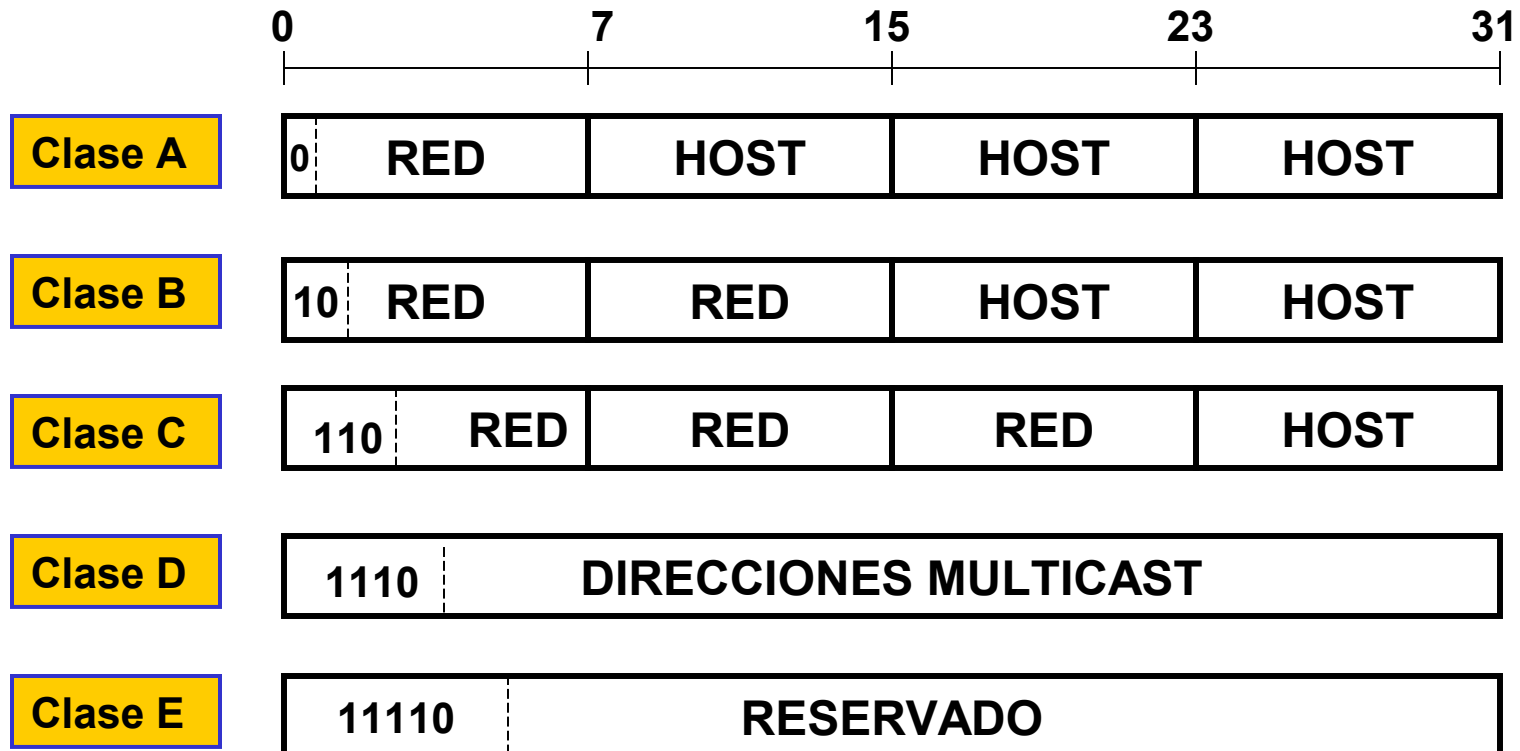 0 7 15 23 31
Clase A 0 RED HOST HOST HOST
Clase B 10 RED RED HOST HOST
Clase C 110 RED RED RED HOST
Clase D 1110 DIRECCIONES MULTICAST
Clase E 11110 RESERVADO